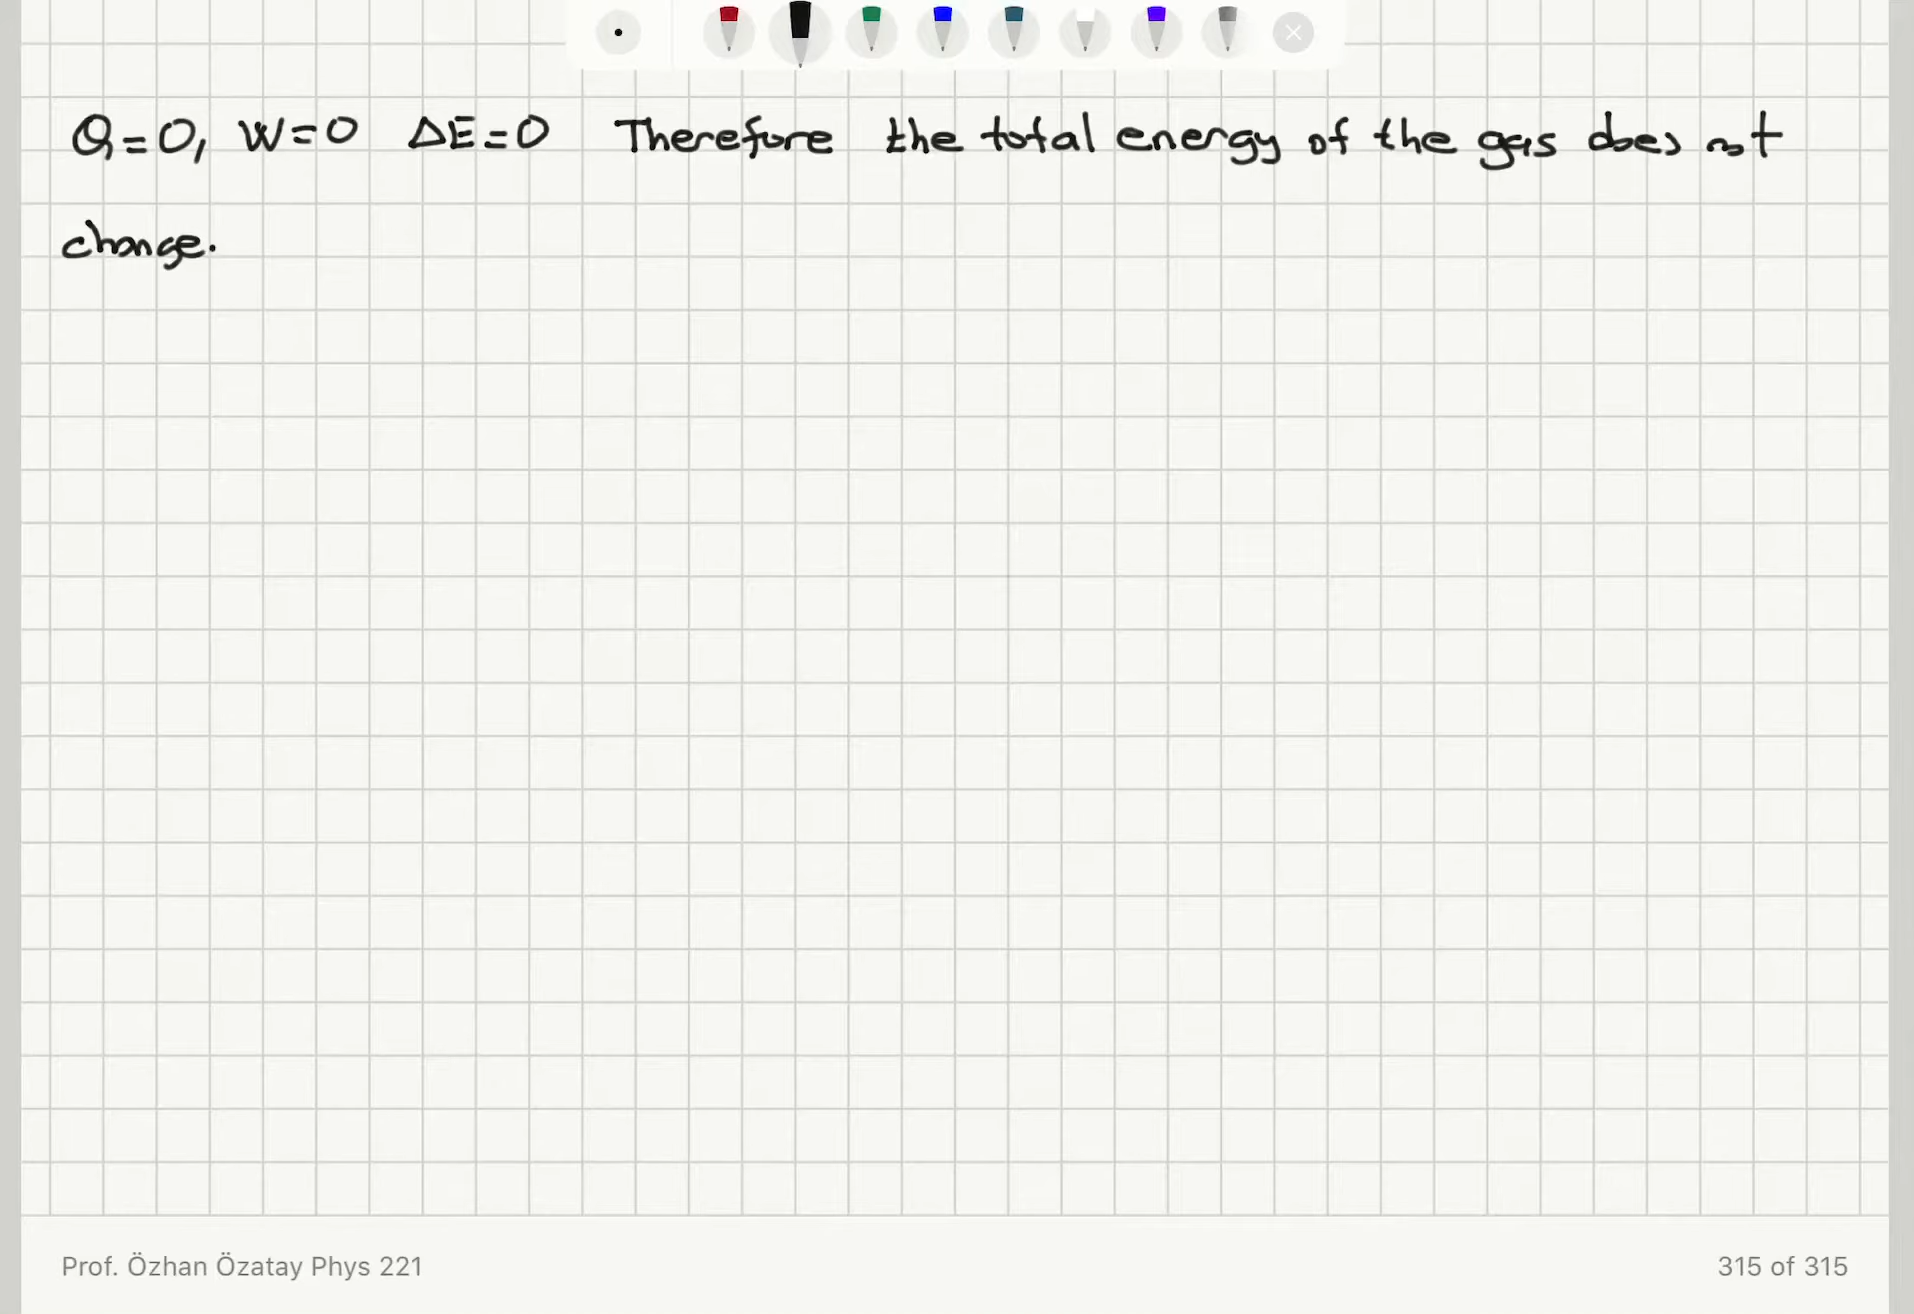 Q=0, W=0 ΔE=0 Therefore the total energy of the gas does not
change.
Prof. Özhan Özatay Phys 221
315 of 315